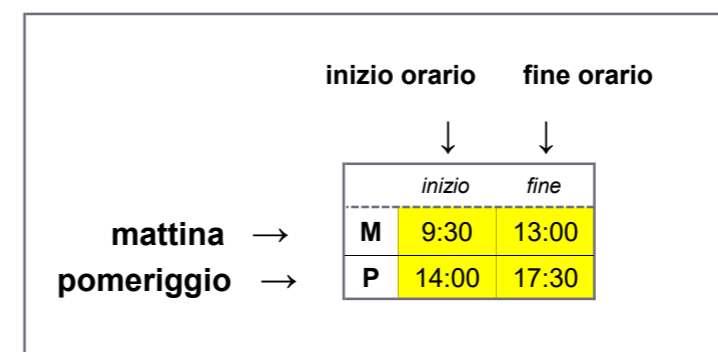 inizio orario fine orario
↓ ↓
inizio fine
mattina → M 9:30 13:00
pomeriggio → P 14:00 17:30